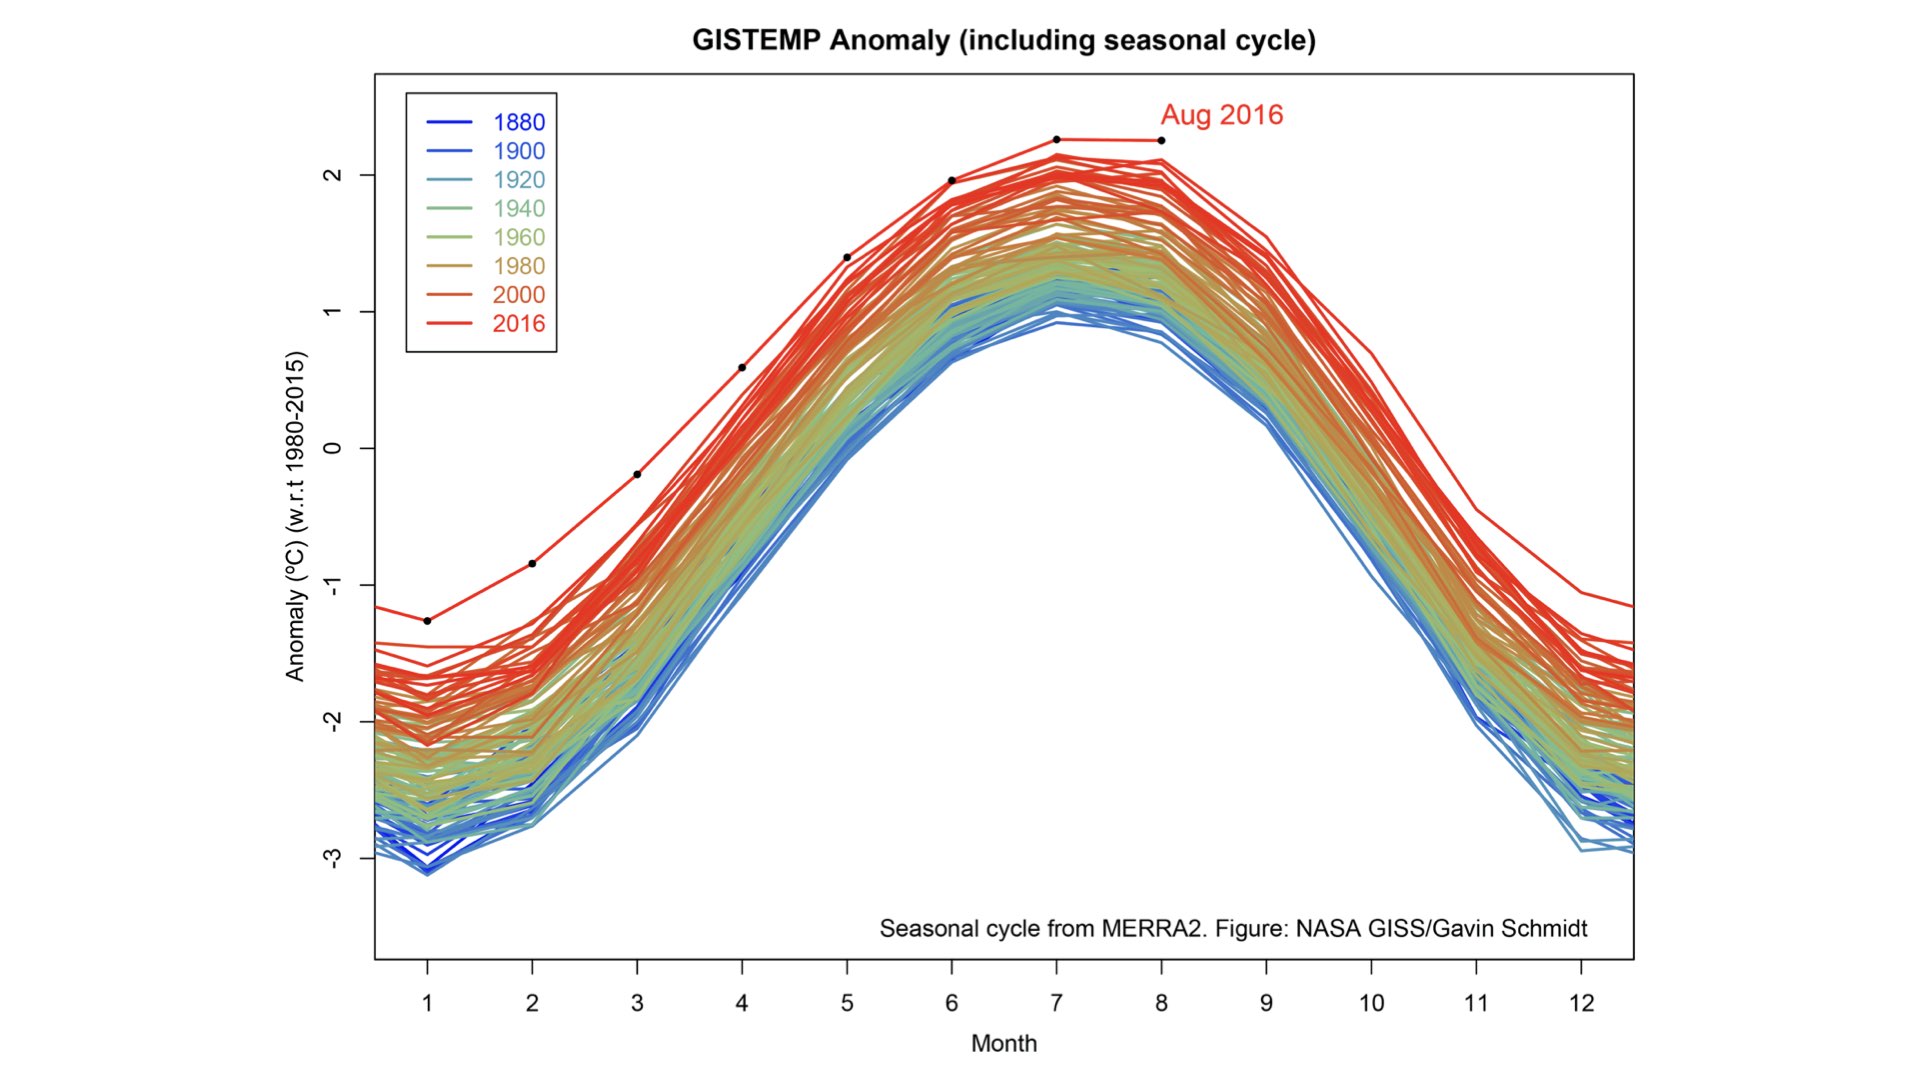 GISTEMP Anomaly (including seasonal cycle)
Aug 2016
1880
1900
1920
1940
1960
1980
2000
2016
Anomaly (ºC) (w.r.t 1980-2015)
2
1
0
-1
-2
-3
Seasonal cycle from MERRA2. Figure: NASA GISS/Gavin Schmidt
1 2 3 4 5 6 7 8 9 10 11 12
Month